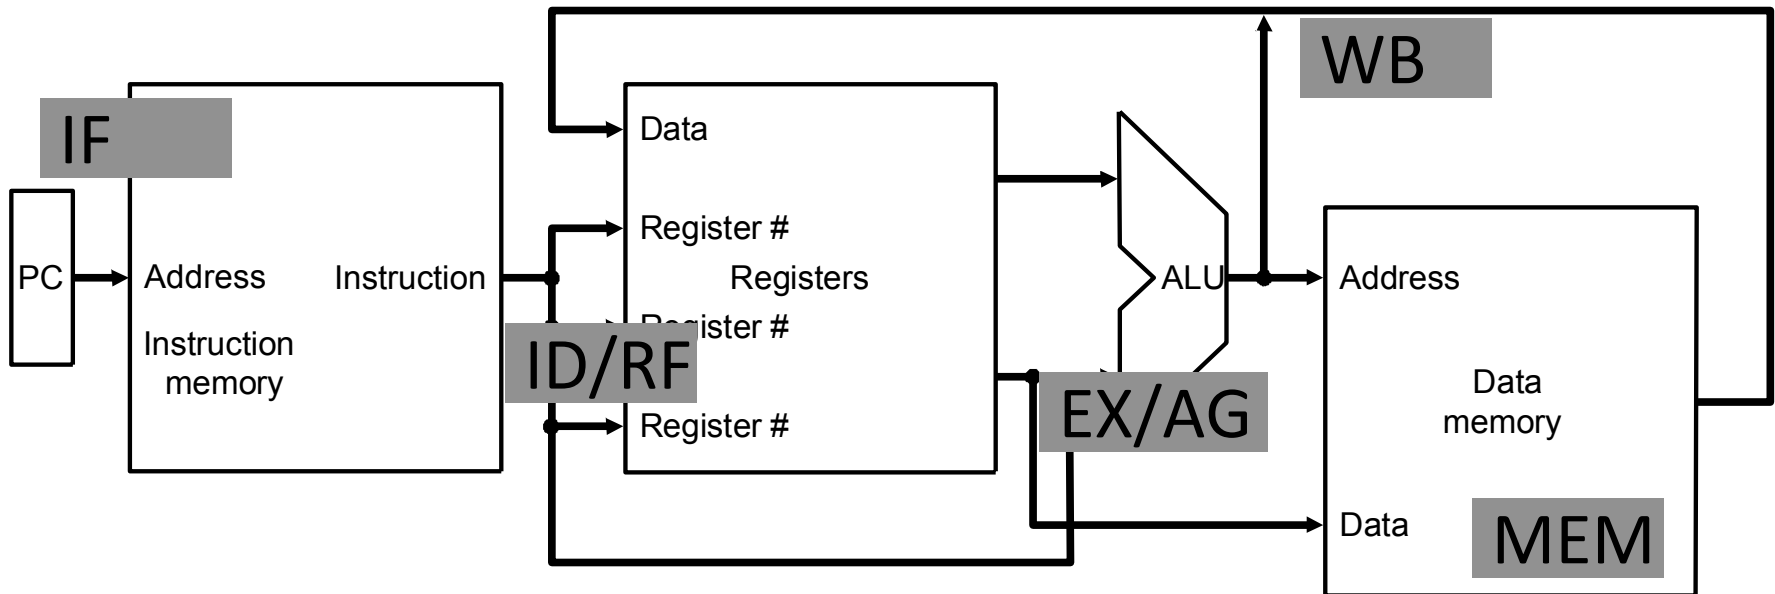 WB
IF
Data
Register #
PC
Address
Instruction
Registers
ALU
Address
Instruction
memory
Register #
ID/RF
EX/AG
Data
memory
Register #
Data
MEM